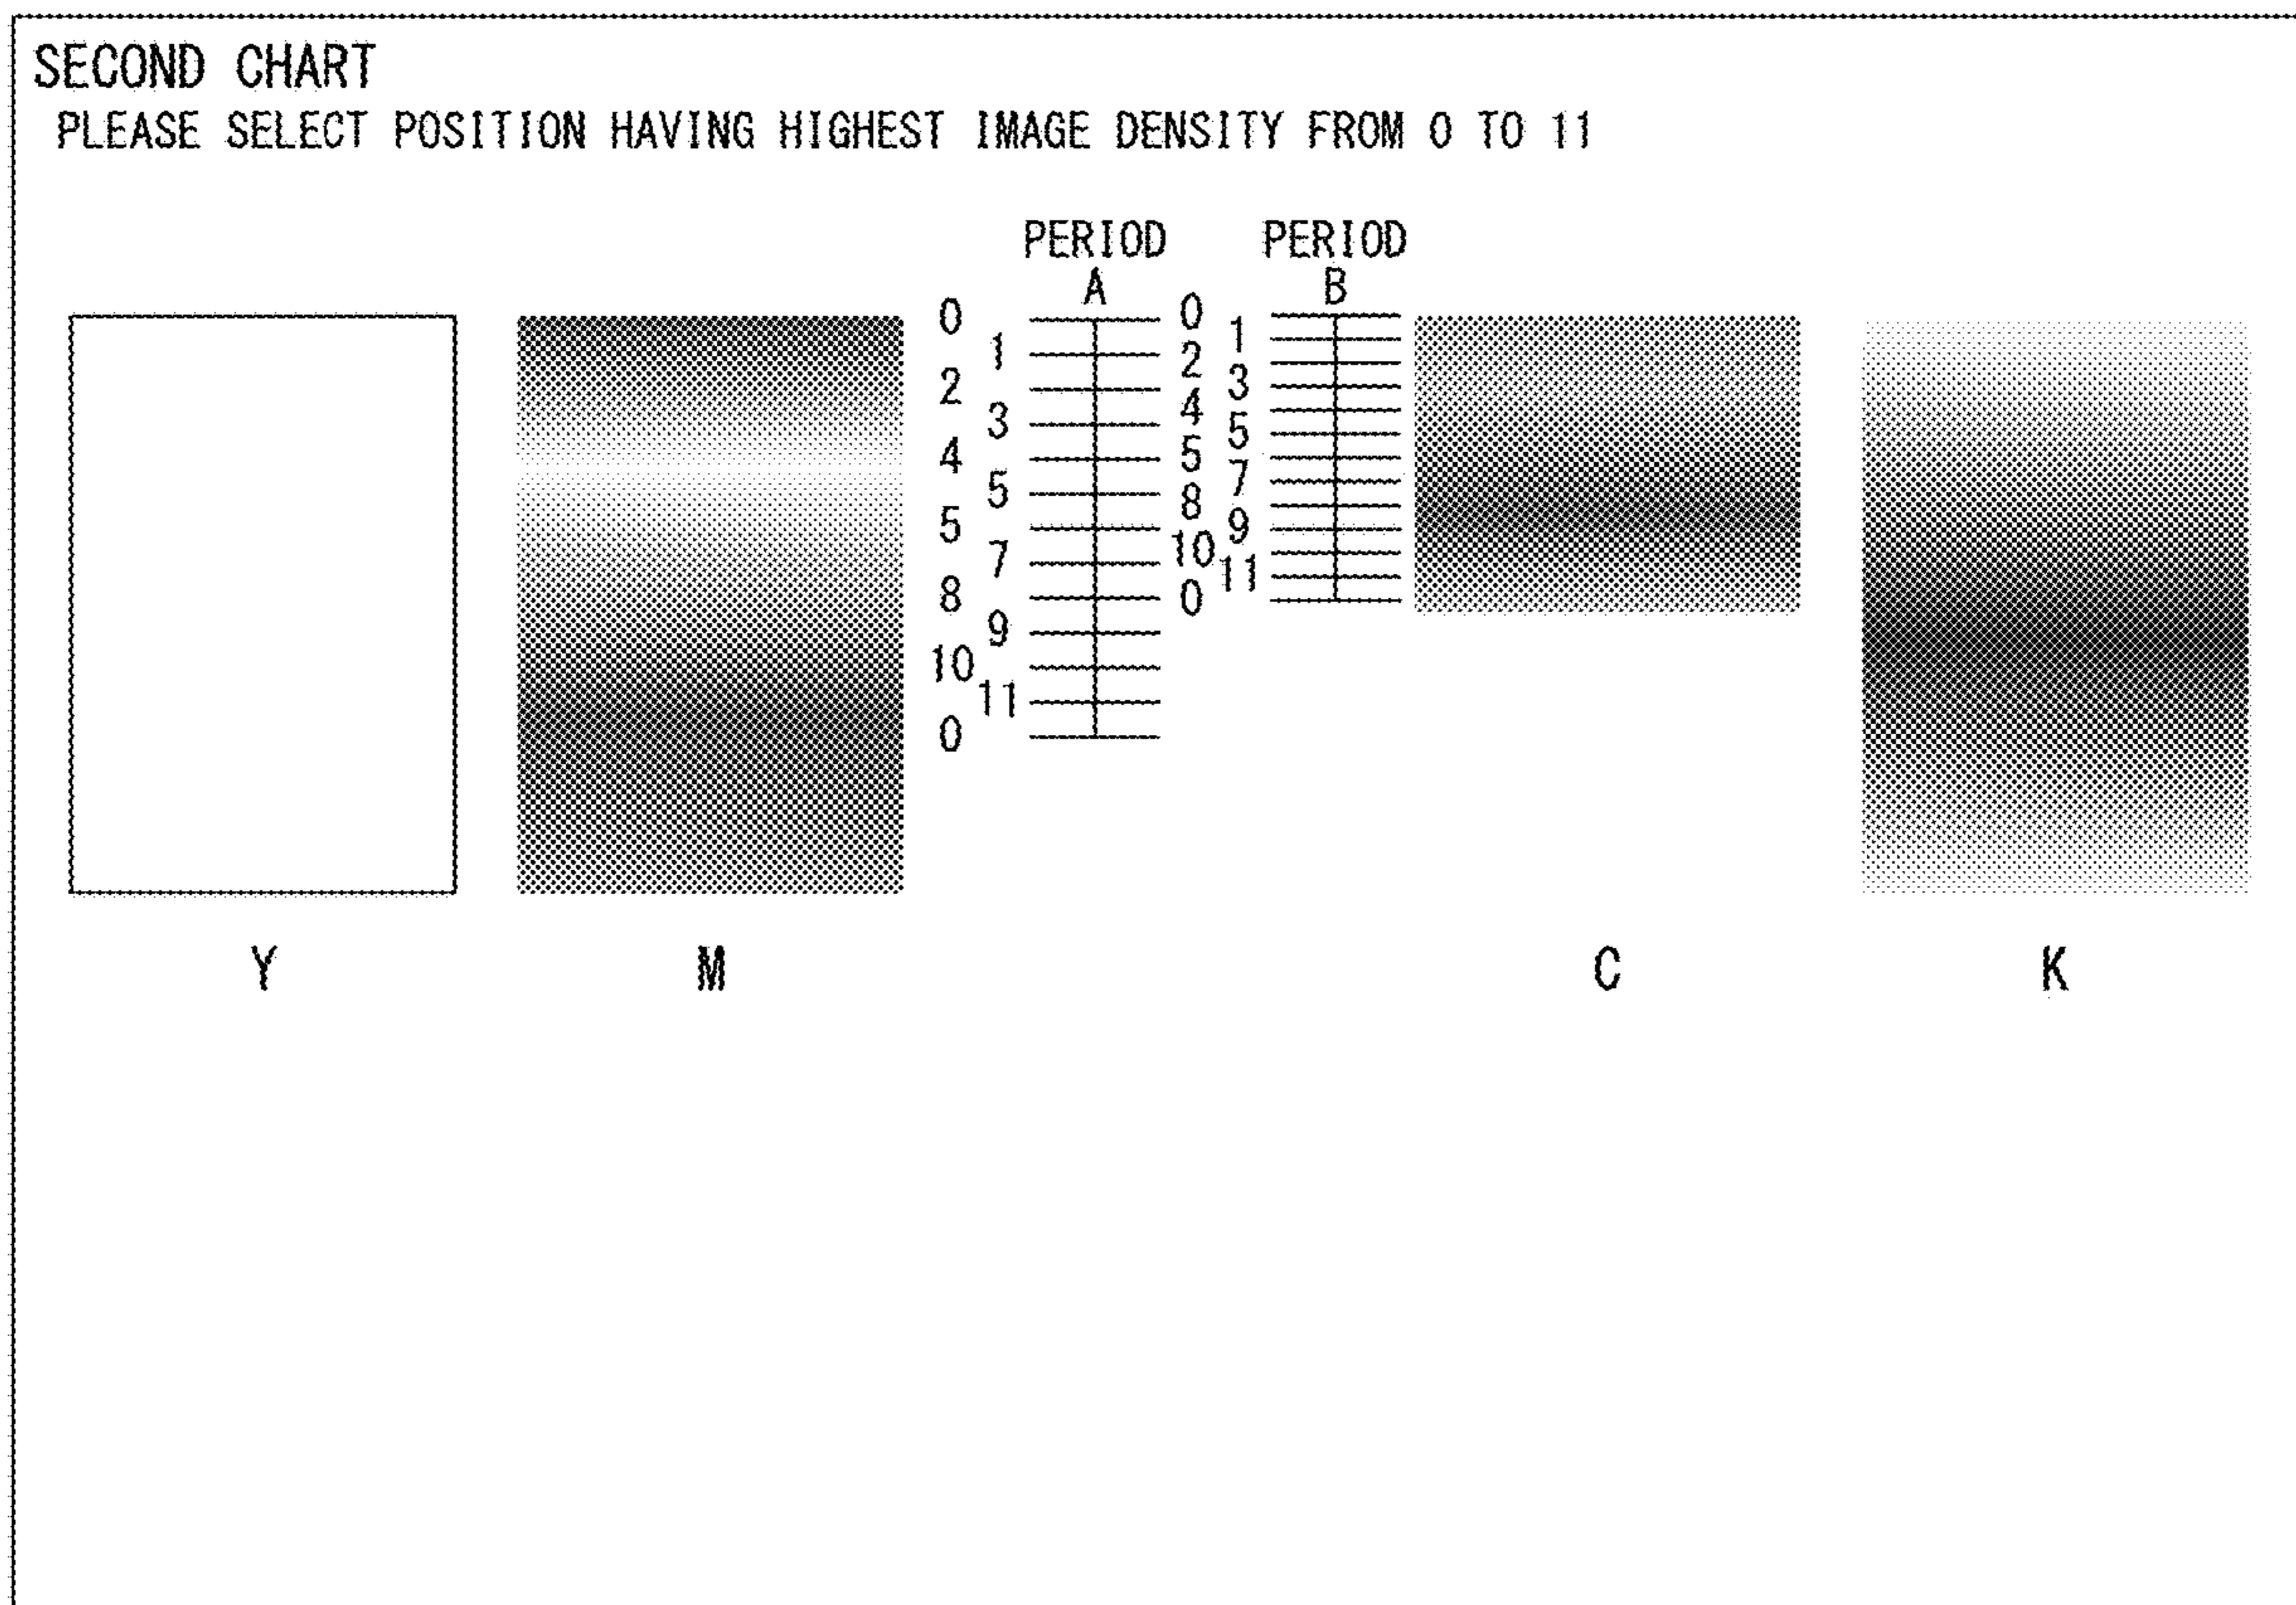 SECOND CHART
PLEASE SELECT POSITION HAVING HIGHEST IMAGE DENSITY FROM 0 TO 11
PERIOD
A
0
1
2
3
4
5
5
7
8
9
10
11
0
PERIOD
B
0
1
2
3
4
5
5
7
8
9
10
11
0
Y
M
C
K